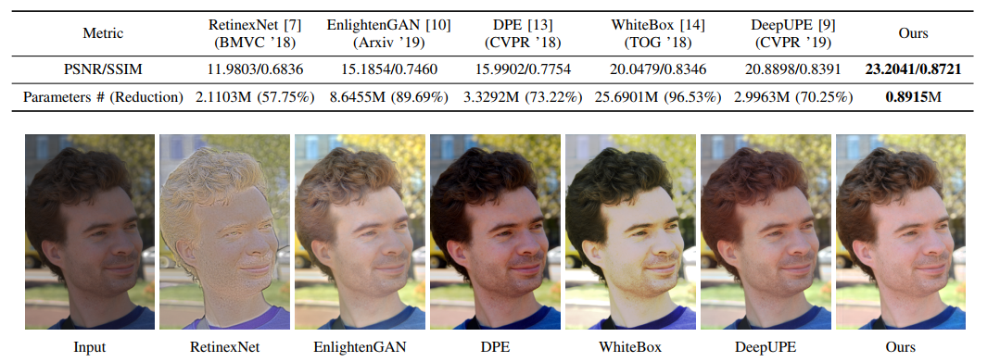 Metric RetinexNet [7] EnlightenGAN [10] DPE [13] WhiteBox [14] DeepUPE [9] Ours
(BMVC '18) (Arxiv '19) (CVPR '18) (TOG '18) (CVPR '19)
PSNR/SSIM 11.9803/0.6836 15.1854/0.7460 15.9902/0.7754 20.0479/0.8346 20.8898/0.8391 23.2041/0.8721
Parameters # (Reduction) 2.1103M (57.75%) 8.6455M (89.69%) 3.3292M (73.22%) 25.6901M (96.53%) 2.9963M (70.25%) 0.8915M
Input RetinexNet EnlightenGAN DPE WhiteBox DeepUPE Ours